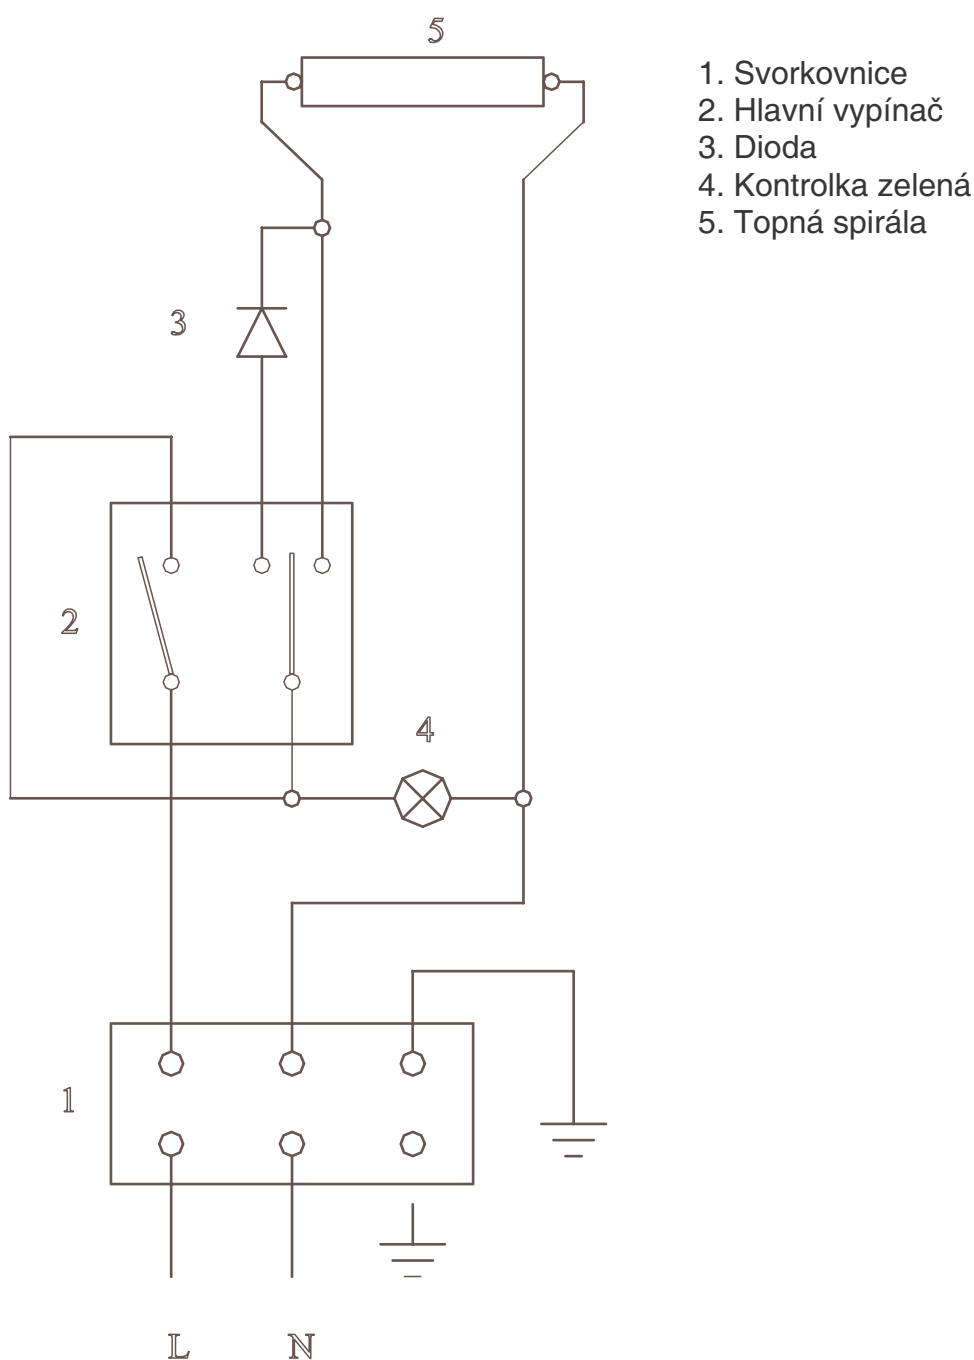 5
1. Svorkovnice
2. Hlavní vypínač
3. Dioda
4. Kontrolka zelená
5. Topná spirála
3
2
4
1
L N